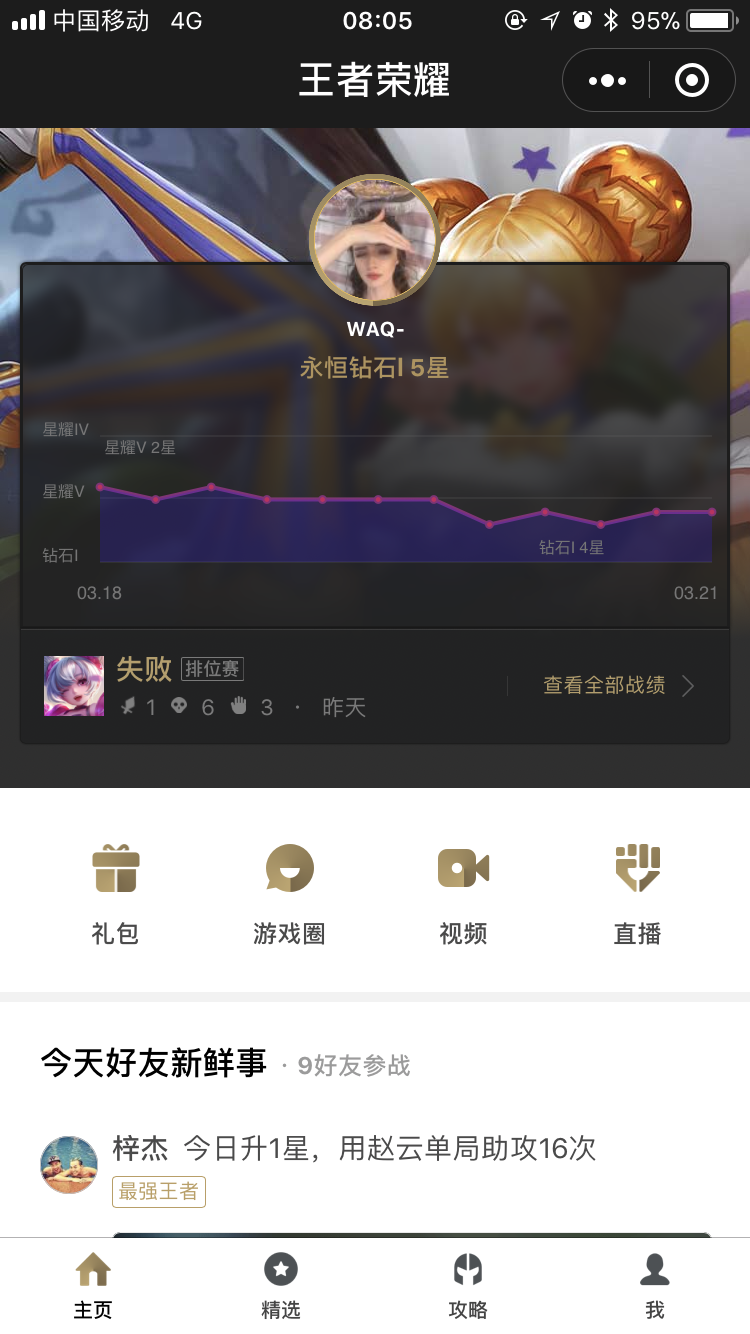 中国移动 4G 08:05 95%
王者荣耀
WAQ-
永恒钻石I 5星
星耀IV
星耀V 2星
星耀V
钻石I 4星
钻石I
03.18 03.21
失败 排位赛
1 6 3 · 昨天
查看全部战绩
礼包 游戏圈 视频 直播
今天好友新鲜事 · 9好友参战
梓杰 今日升1星，用赵云单局助攻16次
最强王者
主页 精选 攻略 我